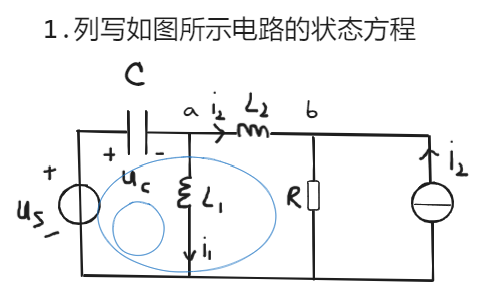 1.列写如图所示电路的状态方程
C
a i₂ L₂ b
+ -
+ u_c i₂
L₁ R
u_s
- i₁